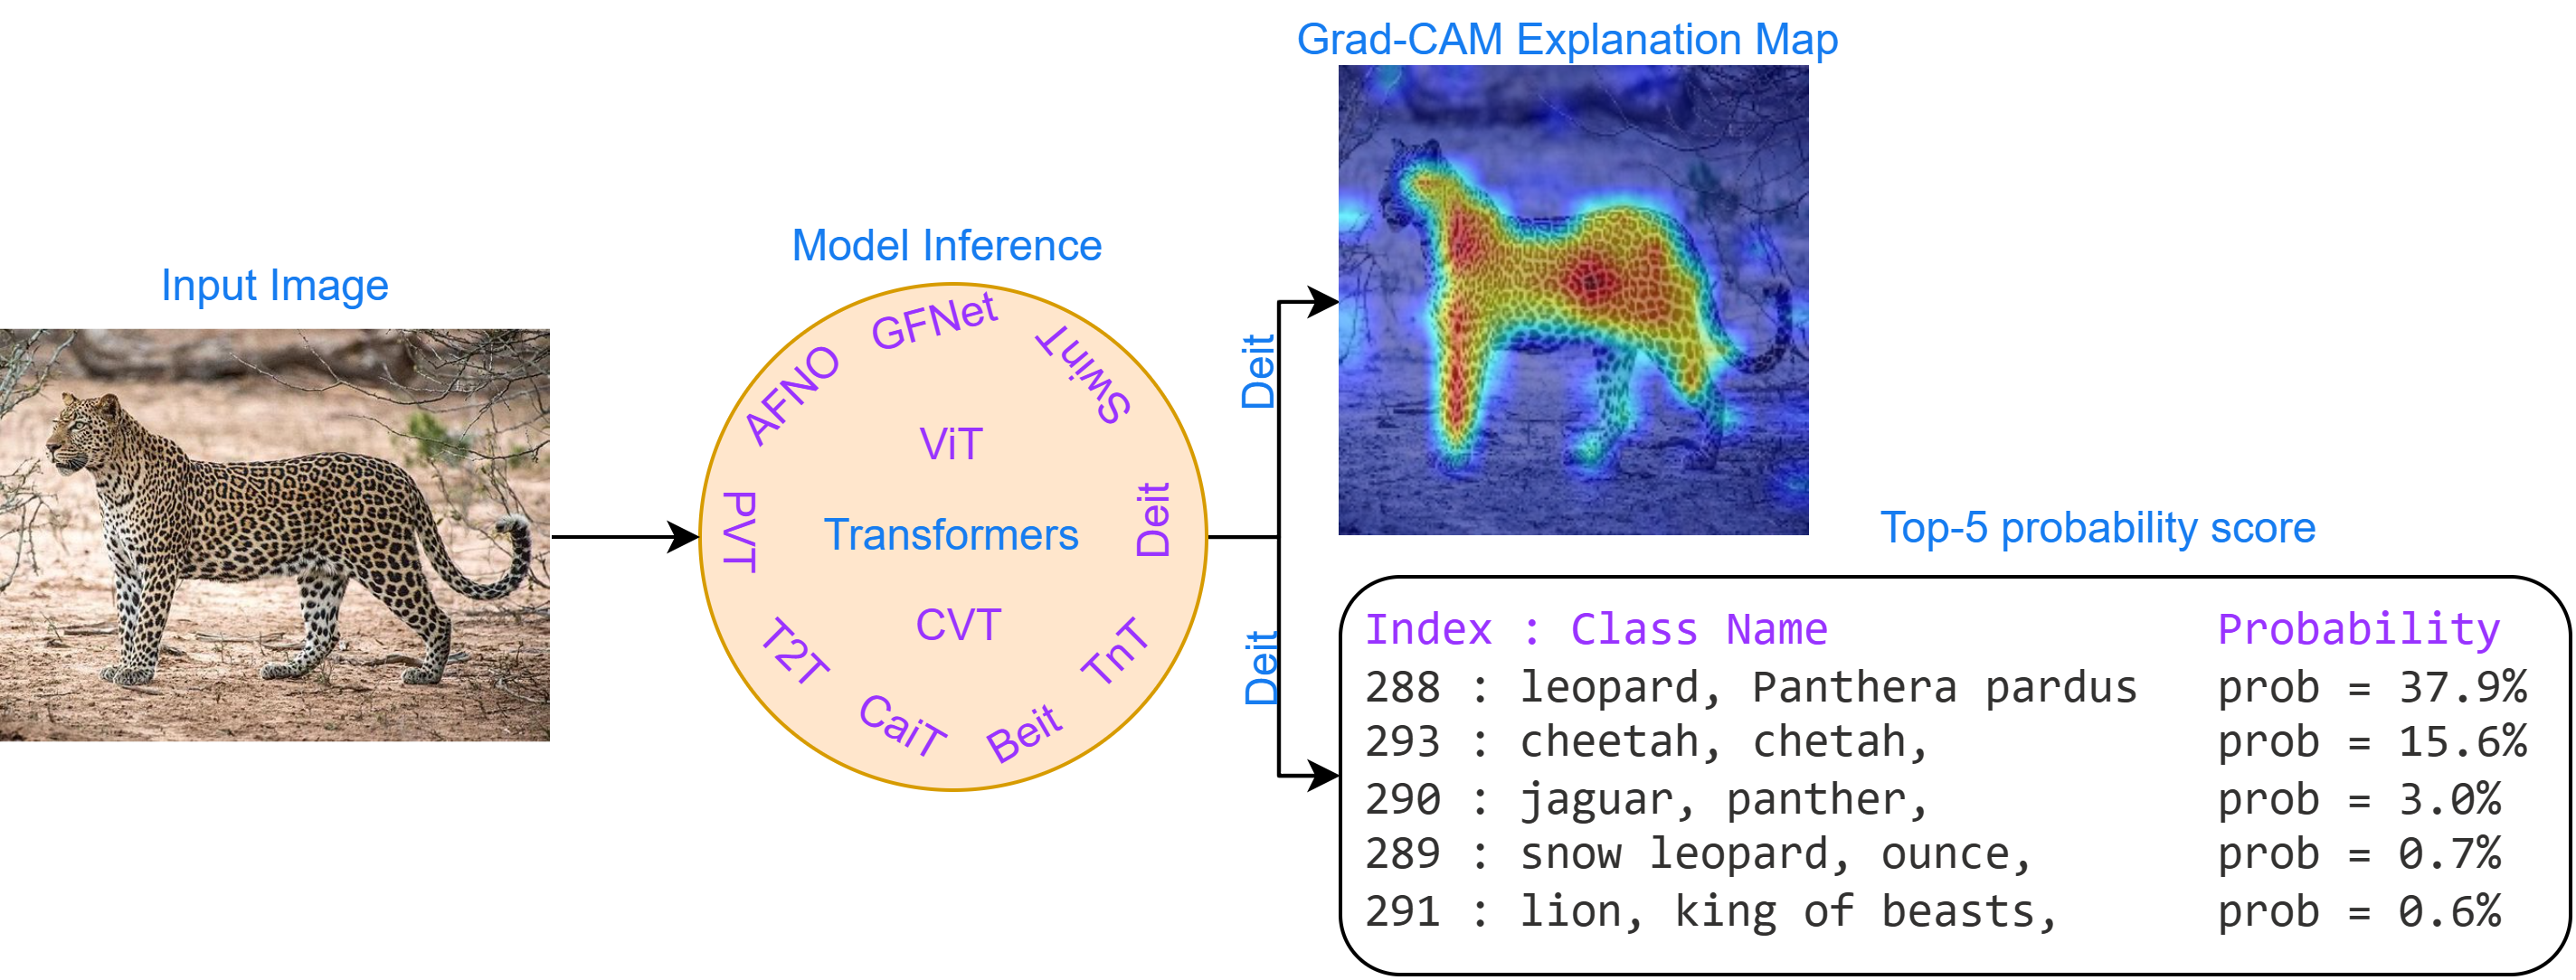 Grad-CAM Explanation Map
Input Image
Model Inference
GFNet
Swin
AFNO
ViT
PVT
Transformers
Deit
CVT
T2T
TnT
CaiT
Beit
Deit
Deit
Top-5 probability score
Index : Class Name Probability
288 : leopard, Panthera pardus prob = 37.9%
293 : cheetah, chetah, prob = 15.6%
290 : jaguar, panther, prob = 3.0%
289 : snow leopard, ounce, prob = 0.7%
291 : lion, king of beasts, prob = 0.6%